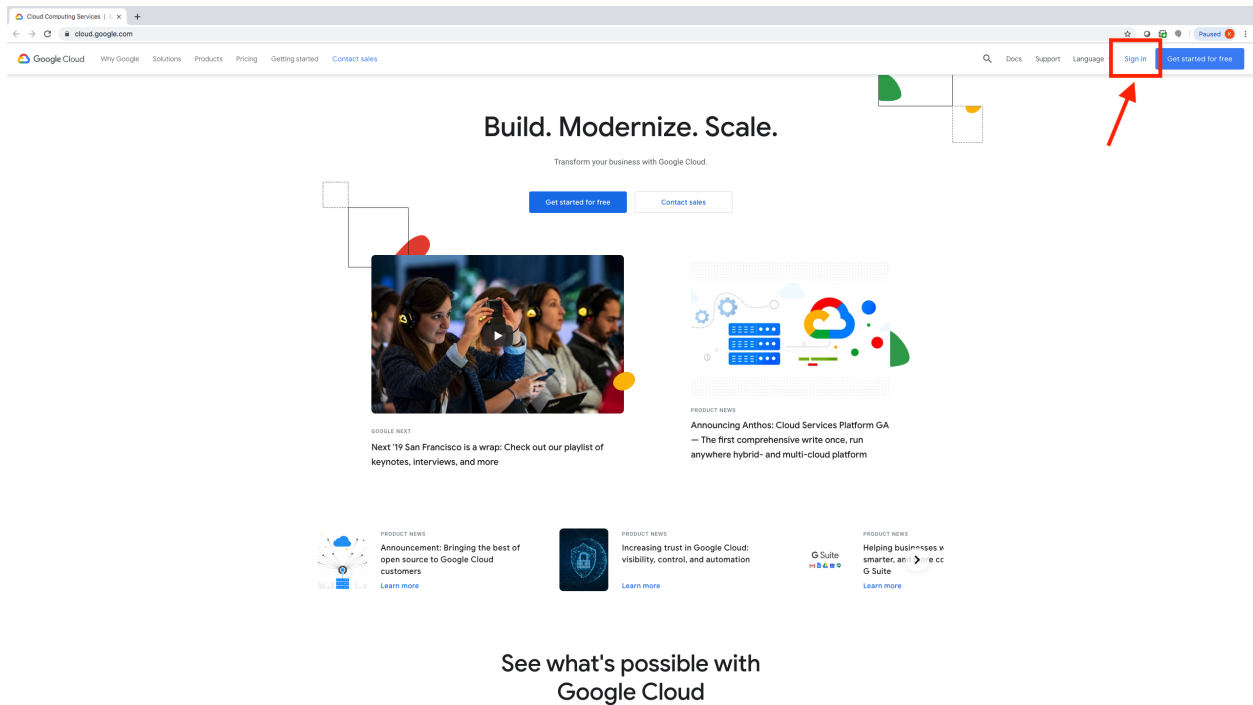 Cloud Computing Services |
cloud.google.com
Paused K
Google Cloud Why Google Solutions Products Pricing Getting started Contact sales Docs Support Language Sign in Get started for free
Build. Modernize. Scale.
Transform your business with Google Cloud.
Get started for free Contact sales
GOOGLE NEXT
Next '19 San Francisco is a wrap: Check out our playlist of
keynotes, interviews, and more
PRODUCT NEWS
Announcing Anthos: Cloud Services Platform GA
— The first comprehensive write once, run
anywhere hybrid- and multi-cloud platform
PRODUCT NEWS
Announcement: Bringing the best of
open source to Google Cloud
customers
Learn more
PRODUCT NEWS
Increasing trust in Google Cloud:
visibility, control, and automation
Learn more
G Suite
PRODUCT NEWS
Helping businesses w
smarter, and
G Suite
Learn more
See what's possible with
Google Cloud